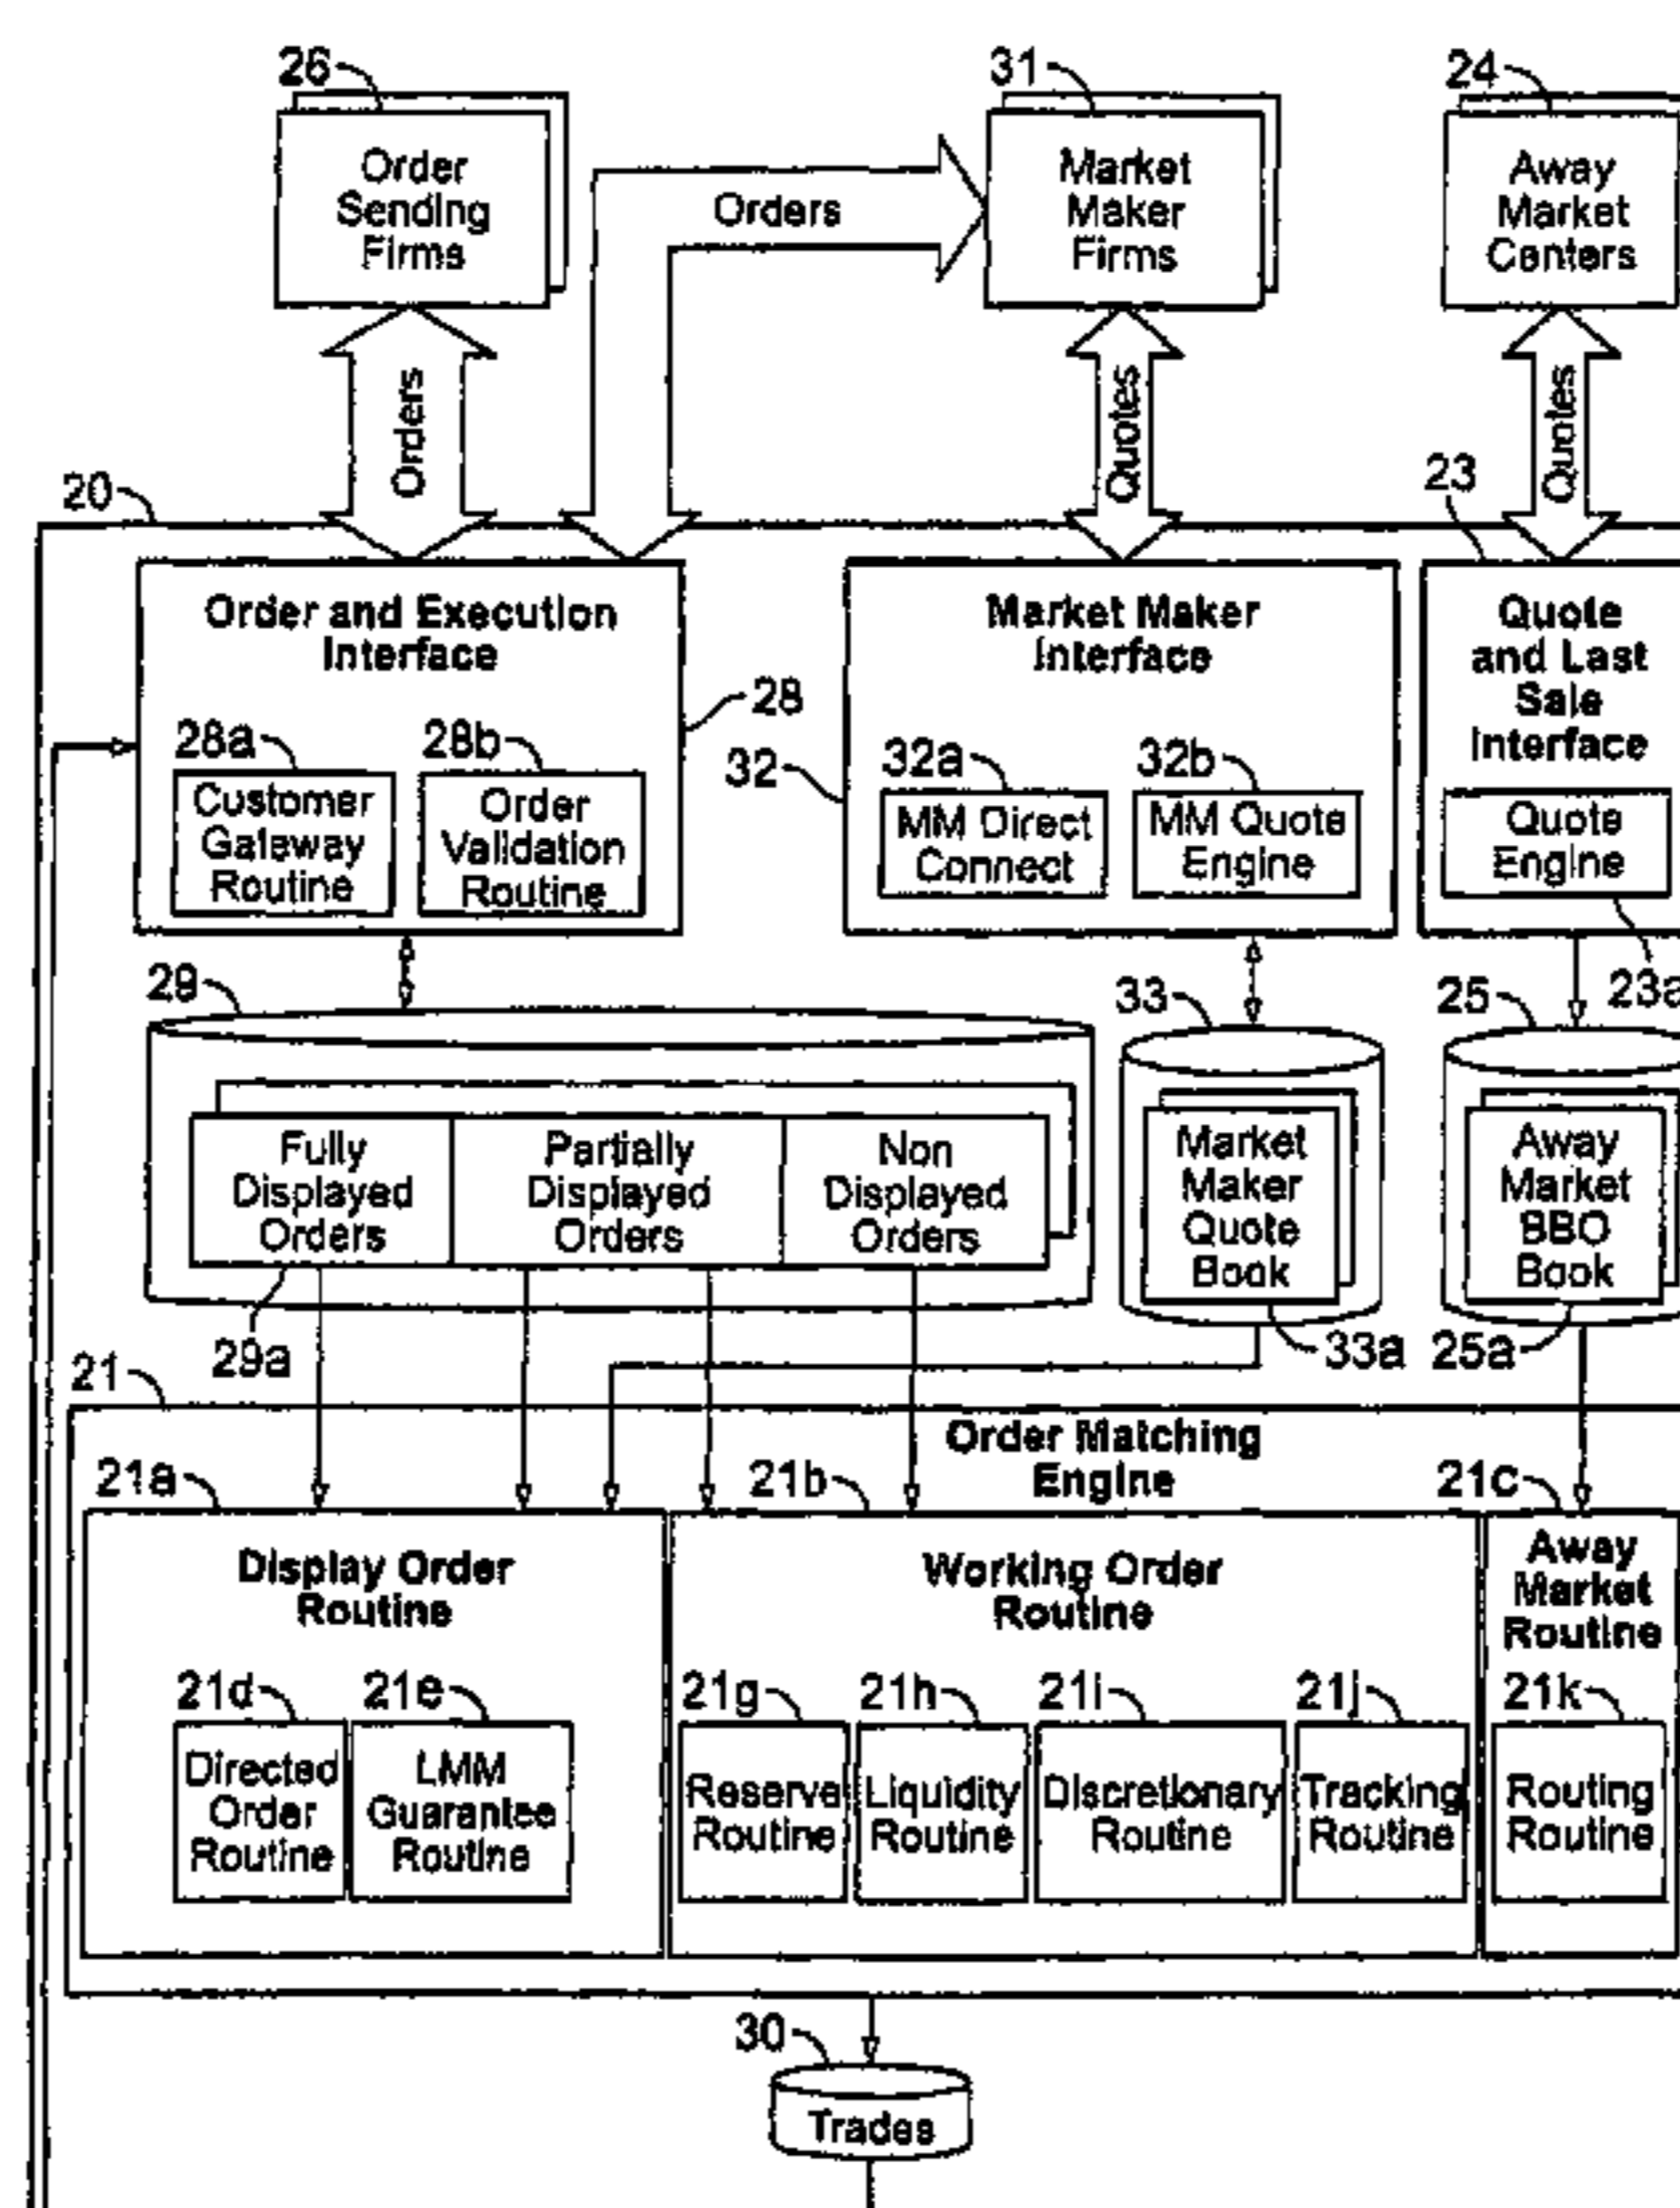 26
31
24
Order
Sending
Firms
Orders
Market
Maker
Firms
Away
Market
Centers
Orders
Quotes
Quotes
20
23
Order and Execution
Interface
Market Maker
Interface
Quote
and Last
Sale
Interface
28
28a
28b
32
32a
32b
Customer
Gateway
Routine
Order
Validation
Routine
MM Direct
Connect
MM Quote
Engine
Quote
Engine
29
33
25
23a
Fully
Displayed
Orders
Partially
Displayed
Orders
Non
Displayed
Orders
Market
Maker
Quote
Book
Away
Market
BBO
Book
29a
33a
25a
21
Order Matching
Engine
21a
21b
21c
Display Order
Routine
Working Order
Routine
Away
Market
Routine
21d
21e
21g
21h
21i
21j
21k
Directed
Order
Routine
LMM
Guarantee
Routine
Reserve
Routine
Liquidity
Routine
Discretionary
Routine
Tracking
Routine
Routing
Routine
30
Trades